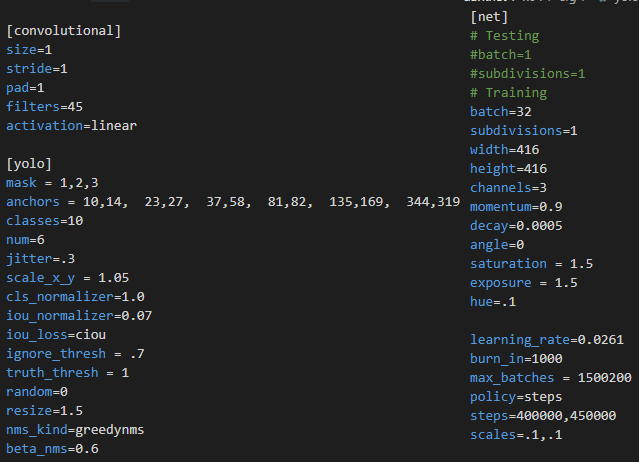 [convolutional]
size=1
stride=1
pad=1
filters=45
activation=linear
[yolo]
mask = 1,2,3
anchors = 10,14,  23,27,  37,58,  81,82,  135,169,  344,319
classes=10
num=6
jitter=.3
scale_x_y = 1.05
cls_normalizer=1.0
iou_normalizer=0.07
iou_loss=ciou
ignore_thresh = .7
truth_thresh = 1
random=0
resize=1.5
nms_kind=greedynms
beta_nms=0.6
[net]
# Testing
#batch=1
#subdivisions=1
# Training
batch=32
subdivisions=1
width=416
height=416
channels=3
momentum=0.9
decay=0.0005
angle=0
saturation = 1.5
exposure = 1.5
hue=.1
learning_rate=0.0261
burn_in=1000
max_batches = 1500200
policy=steps
steps=400000,450000
scales=.1,.1